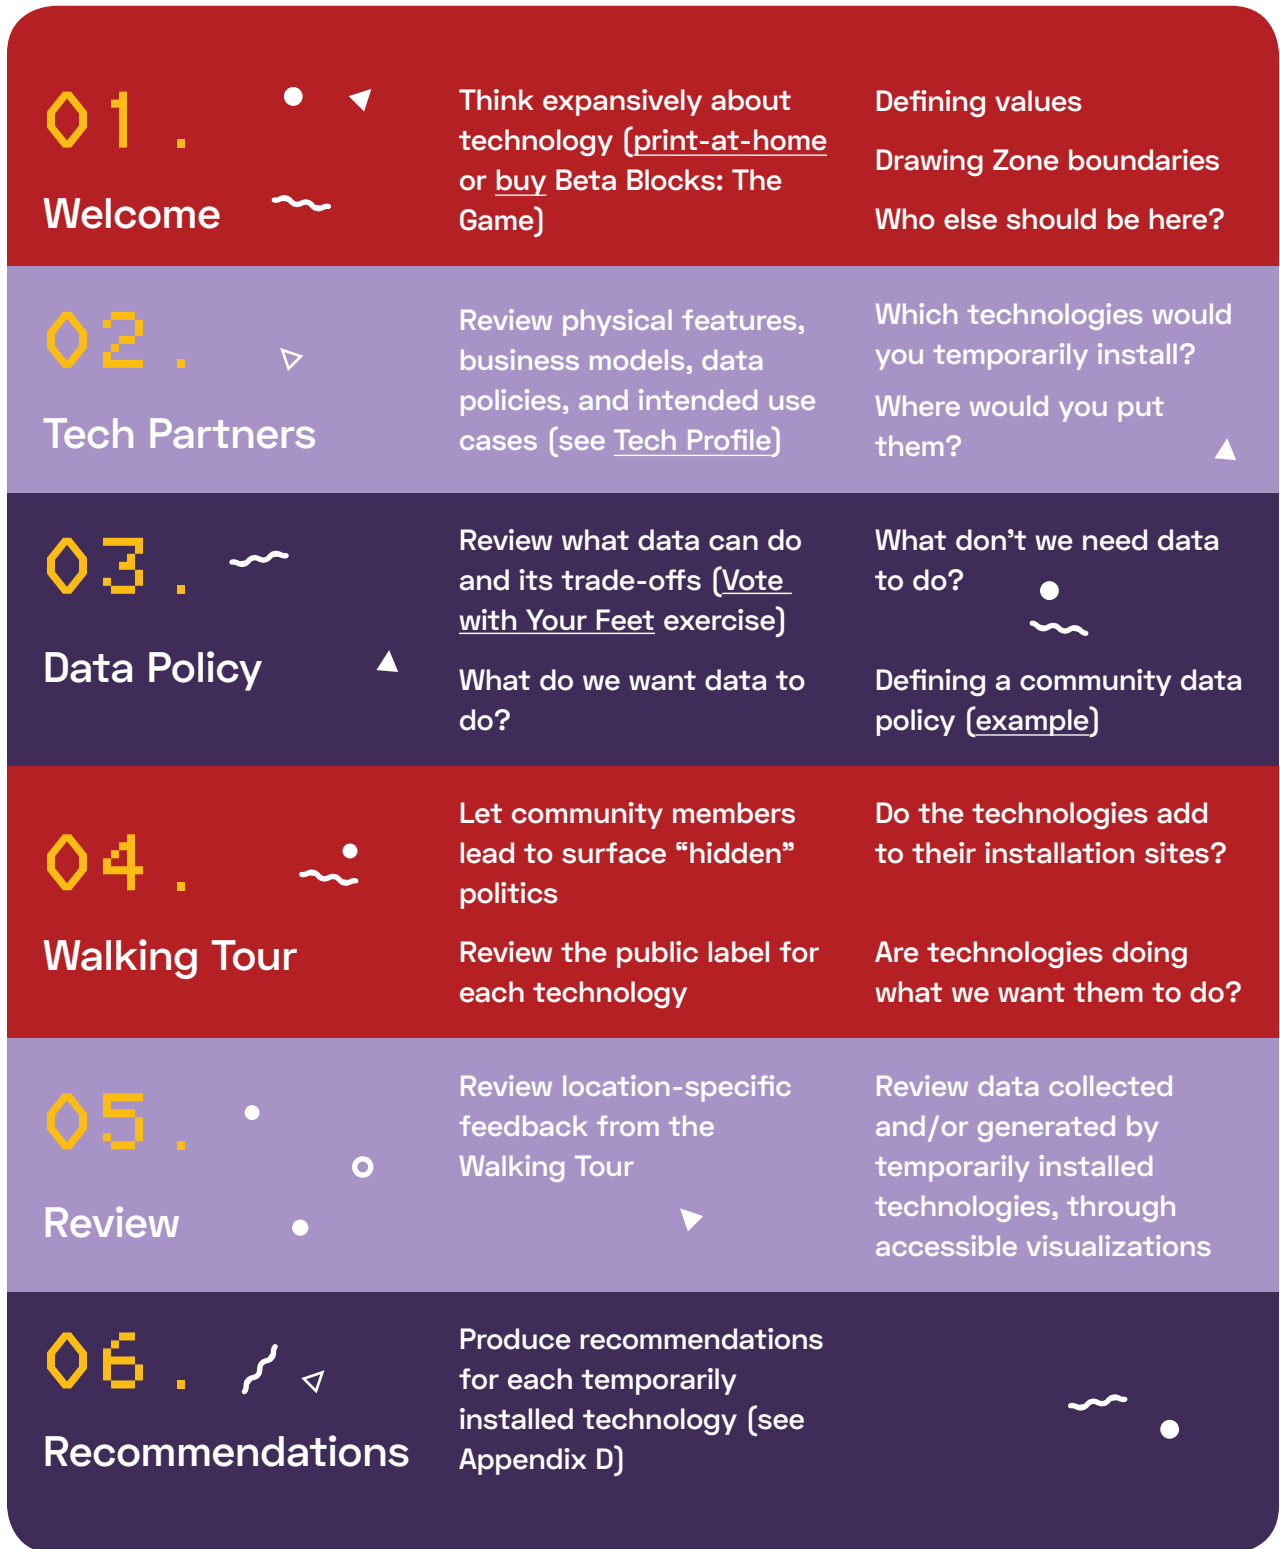 01.
Welcome
Think expansively about
technology (print-at-home
or buy Beta Blocks: The
Game)
Defining values
Drawing Zone boundaries
Who else should be here?
02.
Tech Partners
Review physical features,
business models, data
policies, and intended use
cases (see Tech Profile)
Which technologies would
you temporarily install?
Where would you put
them?
03.
Data Policy
Review what data can do
and its trade-offs (Vote
with Your Feet exercise)
What do we want data to
do?
What don’t we need data
to do?
Defining a community data
policy (example)
04.
Walking Tour
Let community members
lead to surface “hidden”
politics
Review the public label for
each technology
Do the technologies add
to their installation sites?
Are technologies doing
what we want them to do?
05.
Review
Review location-specific
feedback from the
Walking Tour
Review data collected
and/or generated by
temporarily installed
technologies, through
accessible visualizations
06.
Recommendations
Produce recommendations
for each temporarily
installed technology (see
Appendix D)